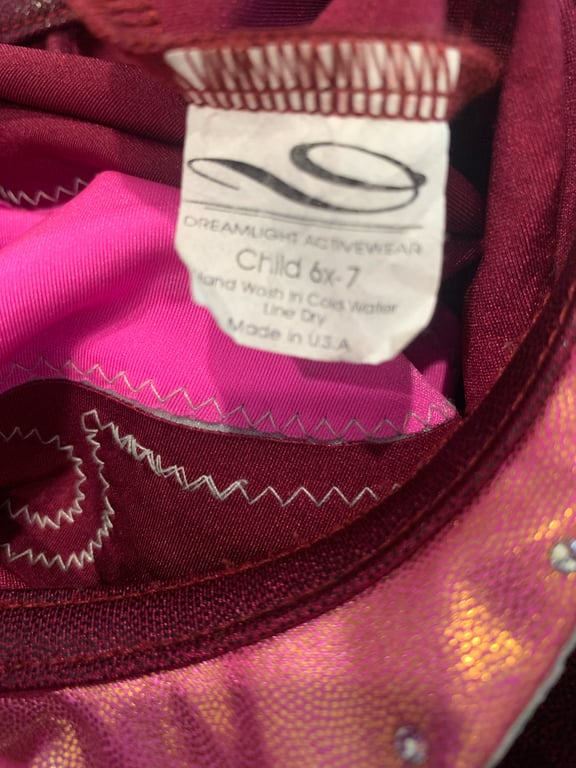 DREAMLIGHT ACTIVEWEAR
Child 6x-7
Hand Wash in Cold Water
Line Dry
Made in U.S.A